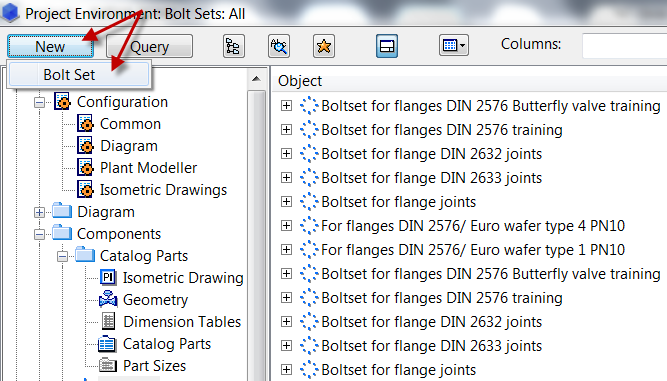 Project Environment: Bolt Sets: All
New
Query
Columns:
Bolt Set
Configuration
Common
Diagram
Plant Modeller
Isometric Drawings
Diagram
Components
Catalog Parts
PI Isometric Drawing
Geometry
Dimension Tables
Catalog Parts
Part Sizes
Object
Boltset for flanges DIN 2576 Butterfly valve training
Boltset for flanges DIN 2576 training
Boltset for flange DIN 2632 joints
Boltset for flange DIN 2633 joints
Boltset for flange joints
For flanges DIN 2576/ Euro wafer type 4 PN10
For flanges DIN 2576/ Euro wafer type 1 PN10
Boltset for flanges DIN 2576 Butterfly valve training
Boltset for flanges DIN 2576 training
Boltset for flange DIN 2632 joints
Boltset for flange DIN 2633 joints
Boltset for flange joints